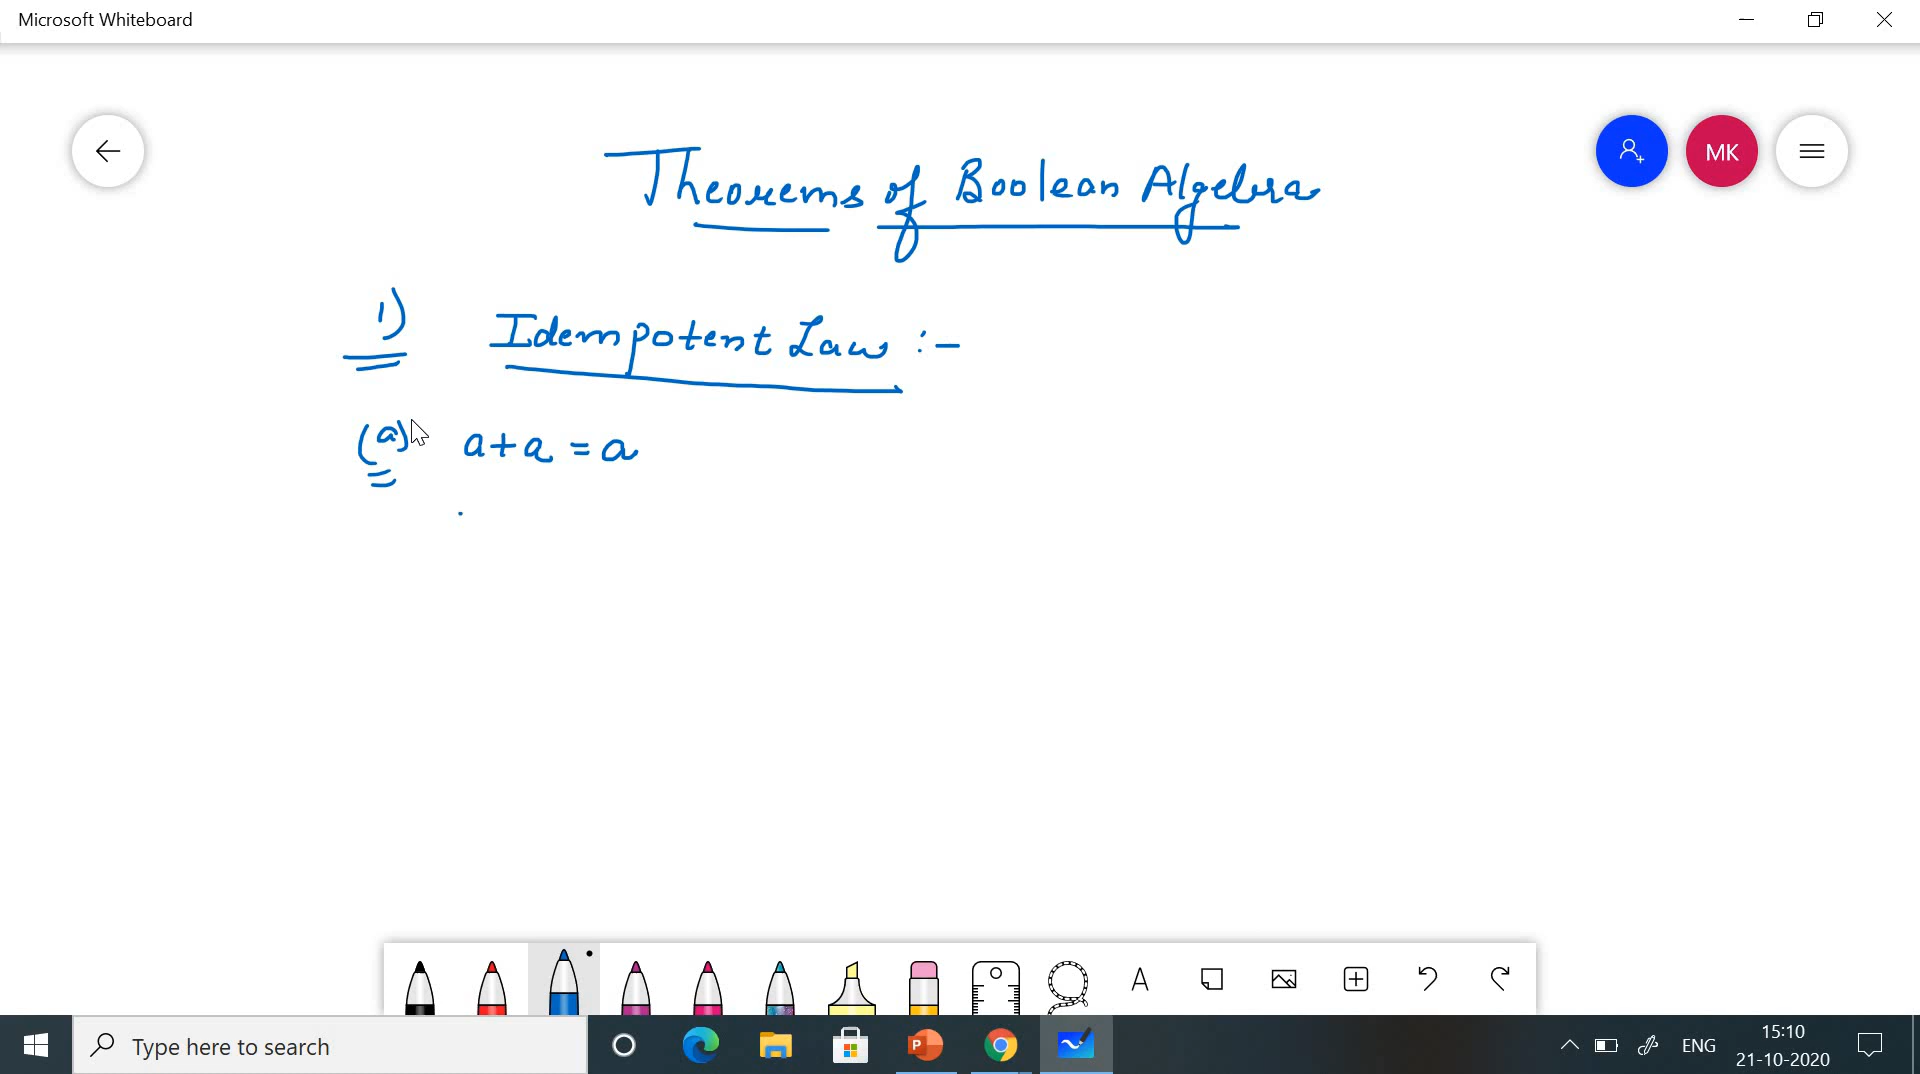 Microsoft Whiteboard
MK
Theorems of Boolean Algebra
1) Idempotent Law :-
(a) a+a = a
A
Type here to search
P
ENG
15:10
21-10-2020